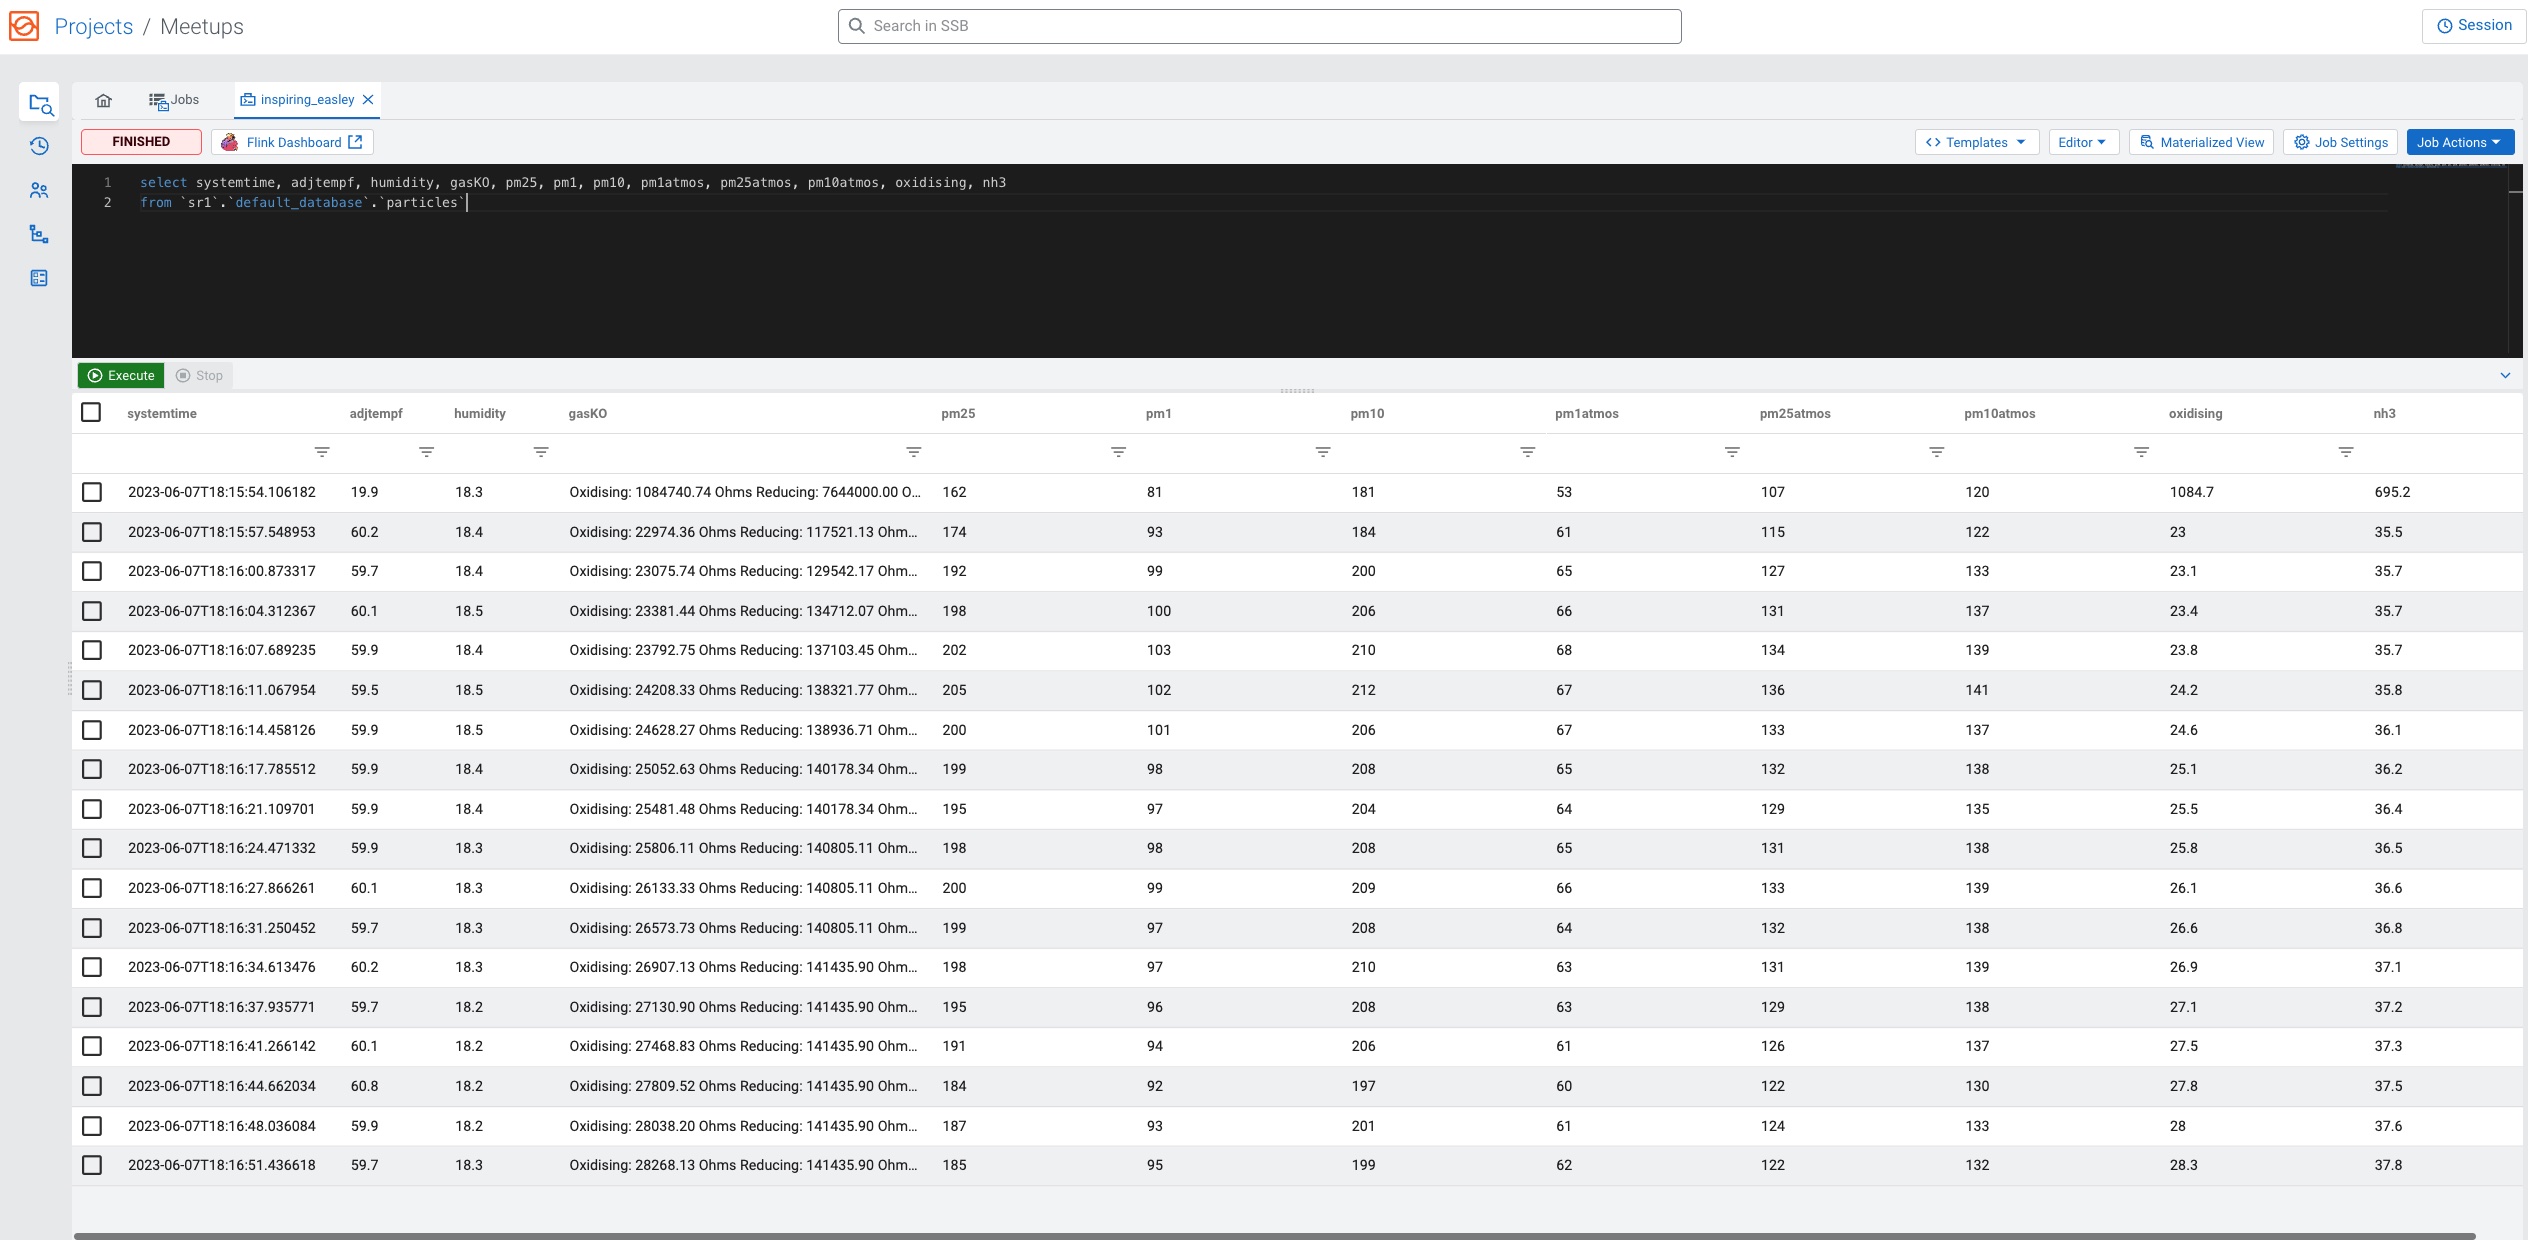 Projects / Meetups
Search in SSB
Session
Jobs
inspiring_easley
FINISHED
Flink Dashboard
Templates
Editor
Materialized View
Job Settings
Job Actions
1 select systemtime, adjtempf, humidity, gasKO, pm25, pm1, pm10, pm1atmos, pm25atmos, pm10atmos, oxidising, nh3
2 from `sr1`.`default_database`.`particles`
Execute
Stop
systemtime adjtempf humidity gasKO pm25 pm1 pm10 pm1atmos pm25atmos pm10atmos oxidising nh3
2023-06-07T18:15:54.106182 19.9 18.3 Oxidising: 1084740.74 Ohms Reducing: 7644000.00 O... 162 81 181 53 107 120 1084.7 695.2
2023-06-07T18:15:57.548953 60.2 18.4 Oxidising: 22974.36 Ohms Reducing: 117521.13 Ohm... 174 93 184 61 115 122 23 35.5
2023-06-07T18:16:00.873317 59.7 18.4 Oxidising: 23075.74 Ohms Reducing: 129542.17 Ohm... 192 99 200 65 127 133 23.1 35.7
2023-06-07T18:16:04.312367 60.1 18.5 Oxidising: 23381.44 Ohms Reducing: 134712.07 Ohm... 198 100 206 66 131 137 23.4 35.7
2023-06-07T18:16:07.689235 59.9 18.4 Oxidising: 23792.75 Ohms Reducing: 137103.45 Ohm... 202 103 210 68 134 139 23.8 35.7
2023-06-07T18:16:11.067954 59.5 18.5 Oxidising: 24208.33 Ohms Reducing: 138321.77 Ohm... 205 102 212 67 136 141 24.2 35.8
2023-06-07T18:16:14.458126 59.9 18.5 Oxidising: 24628.27 Ohms Reducing: 138936.71 Ohm... 200 101 206 67 133 137 24.6 36.1
2023-06-07T18:16:17.785512 59.9 18.4 Oxidising: 25052.63 Ohms Reducing: 140178.34 Ohm... 199 98 208 65 132 138 25.1 36.2
2023-06-07T18:16:21.109701 59.9 18.4 Oxidising: 25481.48 Ohms Reducing: 140178.34 Ohm... 195 97 204 64 129 135 25.5 36.4
2023-06-07T18:16:24.471332 59.9 18.3 Oxidising: 25806.11 Ohms Reducing: 140805.11 Ohm... 198 98 208 65 131 138 25.8 36.5
2023-06-07T18:16:27.866261 60.1 18.3 Oxidising: 26133.33 Ohms Reducing: 140805.11 Ohm... 200 99 209 66 133 139 26.1 36.6
2023-06-07T18:16:31.250452 59.7 18.3 Oxidising: 26573.73 Ohms Reducing: 140805.11 Ohm... 199 97 208 64 132 138 26.6 36.8
2023-06-07T18:16:34.613476 60.2 18.3 Oxidising: 26907.13 Ohms Reducing: 141435.90 Ohm... 198 97 210 63 131 139 26.9 37.1
2023-06-07T18:16:37.935771 59.7 18.2 Oxidising: 27130.90 Ohms Reducing: 141435.90 Ohm... 195 96 208 63 129 138 27.1 37.2
2023-06-07T18:16:41.266142 60.1 18.2 Oxidising: 27468.83 Ohms Reducing: 141435.90 Ohm... 191 94 206 61 126 137 27.5 37.3
2023-06-07T18:16:44.662034 60.8 18.2 Oxidising: 27809.52 Ohms Reducing: 141435.90 Ohm... 184 92 197 60 122 130 27.8 37.5
2023-06-07T18:16:48.036084 59.9 18.2 Oxidising: 28038.20 Ohms Reducing: 141435.90 Ohm... 187 93 201 61 124 133 28 37.6
2023-06-07T18:16:51.436618 59.7 18.3 Oxidising: 28268.13 Ohms Reducing: 141435.90 Ohm... 185 95 199 62 122 132 28.3 37.8